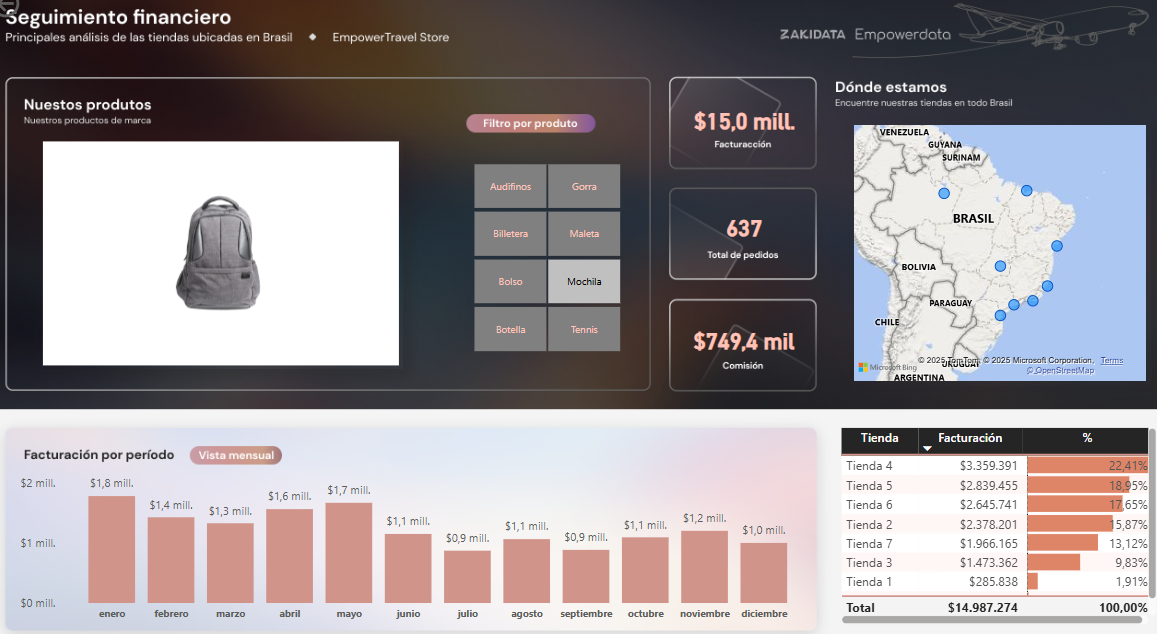 Seguimiento financiero
Principales análisis de las tiendas ubicadas en Brasil ◆ EmpowerTravel Store
ZAKIDATA Empowerdata
Nuestos produtos
Nuestros productos de marca
Filtro por produto
Audifinos Gorra
Billetera Maleta
Bolso Mochila
Botella Tennis
$15,0 mill.
Facturacción
637
Total de pedidos
$749,4 mil
Comisión
Dónde estamos
Encuentre nuestras tiendas en todo Brasil
VENEZUELA
GUYANA
SURINAM
BRASIL
BOLIVIA
PARAGUAY
CHILE
URUGUAY
ARGENTINA
Microsoft Bing
© 2025 TomTom, © 2025 Microsoft Corporation, Terms
© OpenStreetMap
Facturación por período Vista mensual
$2 mill.
$1 mill.
$0 mill.
$1,8 mill. $1,4 mill. $1,3 mill. $1,6 mill. $1,7 mill. $1,1 mill. $0,9 mill. $1,1 mill. $0,9 mill. $1,1 mill. $1,2 mill. $1,0 mill.
enero febrero marzo abril mayo junio julio agosto septiembre octubre noviembre diciembre
Tienda Facturación %
Tienda 4 $3.359.391 22,41%
Tienda 5 $2.839.455 18,95%
Tienda 6 $2.645.741 17,65%
Tienda 2 $2.378.201 15,87%
Tienda 7 $1.966.165 13,12%
Tienda 3 $1.473.362 9,83%
Tienda 1 $285.838 1,91%
Total $14.987.274 100,00%